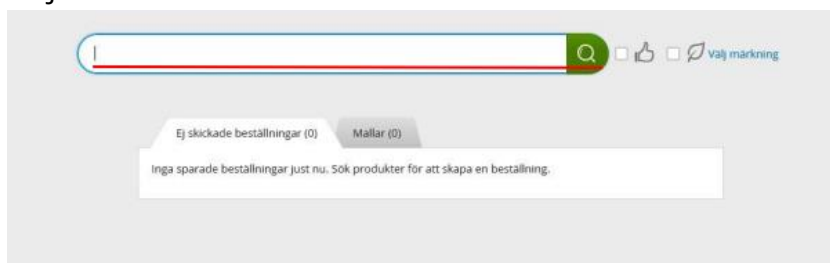 Välj märkning
Ej skickade beställningar (0)
Mallar (0)
Inga sparade beställningar just nu. Sök produkter för att skapa en beställning.